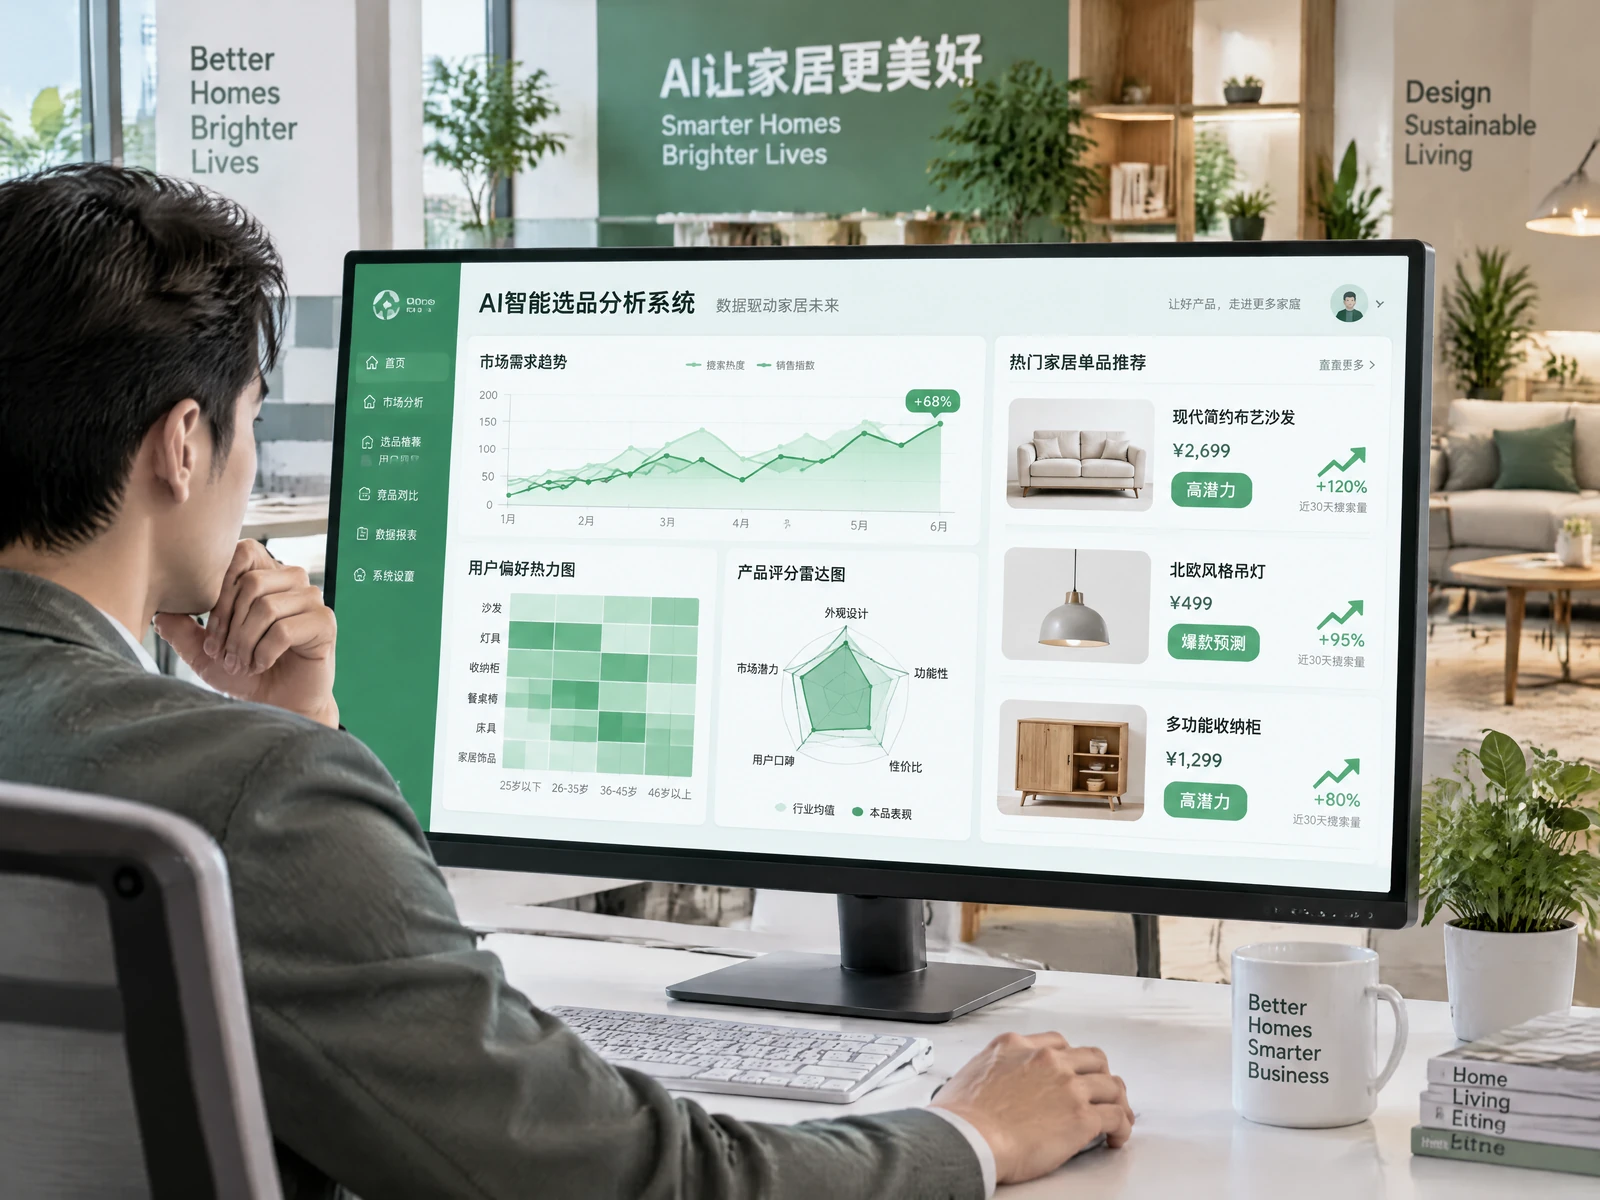 Better
Homes
Brighter
Lives
AI让家居更美好
Smarter Homes
Brighter Lives
Design
Sustainable
Living
AI智能选品分析系统
数据驱动家居未来
让好产品，走进更多家庭
首页
市场分析
选品推荐
竞品对比
数据报表
系统设置
市场需求趋势
搜索热度
销售指数
200
150
100
50
0
+68%
1月
2月
3月
4月
5月
6月
用户偏好热力图
沙发
灯具
收纳柜
餐桌椅
床具
家居饰品
25岁以下
26-35岁
36-45岁
46岁以上
产品评分雷达图
外观设计
市场潜力
功能性
用户口碑
性价比
行业均值
本品表现
热门家居单品推荐
查看更多
现代简约布艺沙发
¥2,699
高潜力
+120%
近30天搜索量
北欧风格吊灯
¥499
爆款预测
+95%
近30天搜索量
多功能收纳柜
¥1,299
高潜力
+80%
近30天搜索量
Better
Homes
Smarter
Business
Home
Living
Eiting